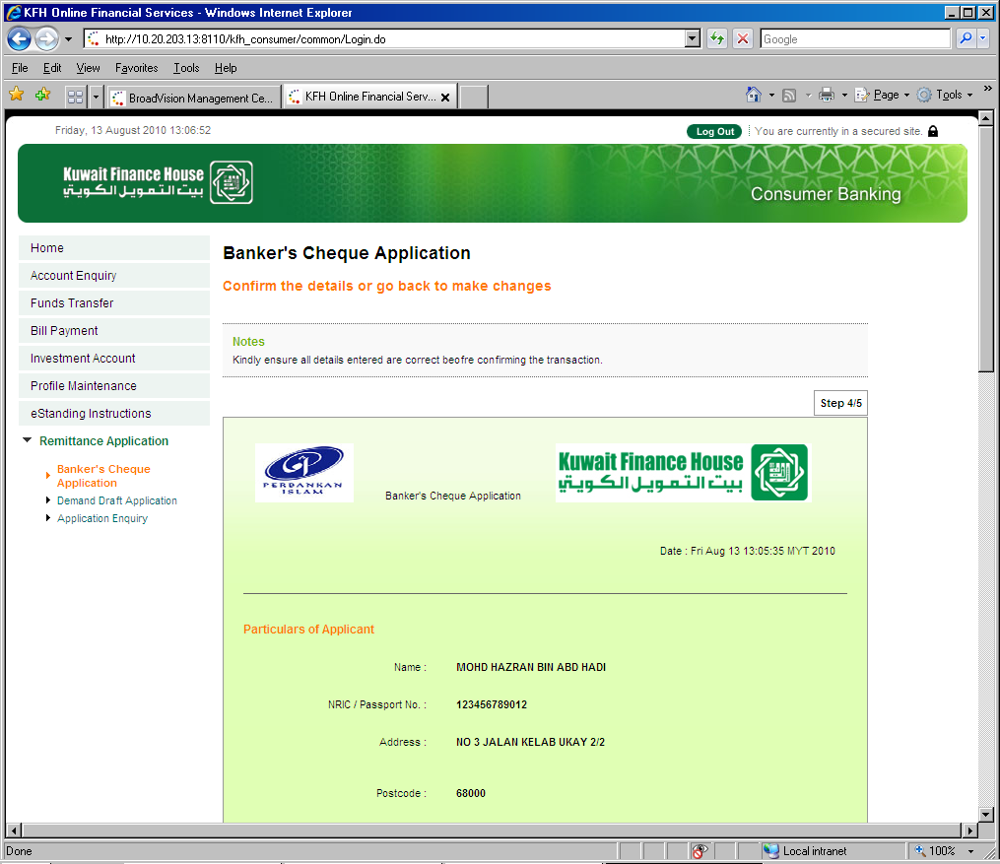 KFH Online Financial Services - Windows Internet Explorer
http://10.20.203.13:8110/kfh_consumer/common/Login.do
Google
File Edit View Favorites Tools Help
BroadVision Management Ce...
KFH Online Financial Serv...
Page Tools
Friday, 13 August 2010 13:06:52
Log Out
You are currently in a secured site.
Kuwait Finance House
بيت التمويل الكويتي
Consumer Banking
Home
Account Enquiry
Funds Transfer
Bill Payment
Investment Account
Profile Maintenance
eStanding Instructions
Remittance Application
Banker's Cheque
Application
Demand Draft Application
Application Enquiry
Banker's Cheque Application
Confirm the details or go back to make changes
Notes
Kindly ensure all details entered are correct beofre confirming the transaction.
Step 4/5
PERBANKAN
ISLAM
Banker's Cheque Application
Kuwait Finance House
بيت التمويل الكويتي
Date : Fri Aug 13 13:05:35 MYT 2010
Particulars of Applicant
Name : MOHD HAZRAN BIN ABD HADI
NRIC / Passport No. : 123456789012
Address : NO 3 JALAN KELAB UKAY 2/2
Postcode : 68000
Done
Local intranet
100%